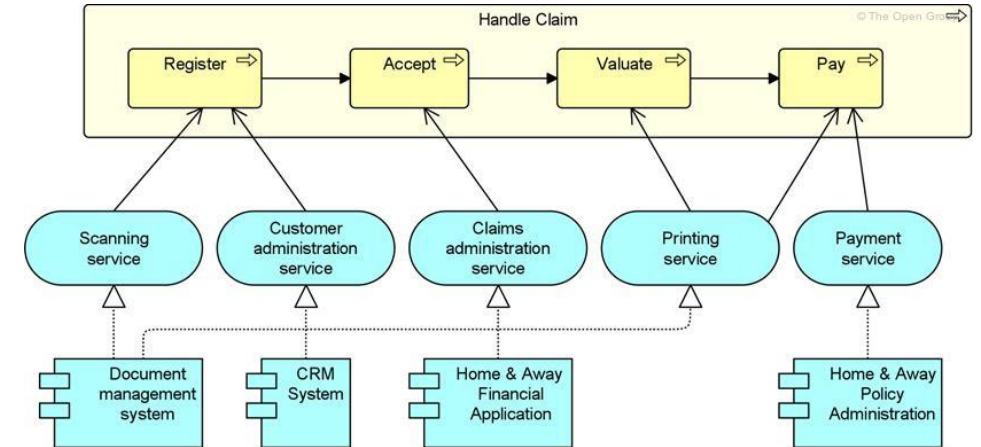 Handle Claim
© The Open Group
Register
Accept
Valuate
Pay
Scanning
service
Customer
administration
service
Claims
administration
service
Printing
service
Payment
service
Document
management
system
CRM
System
Home & Away
Financial
Application
Home & Away
Policy
Administration